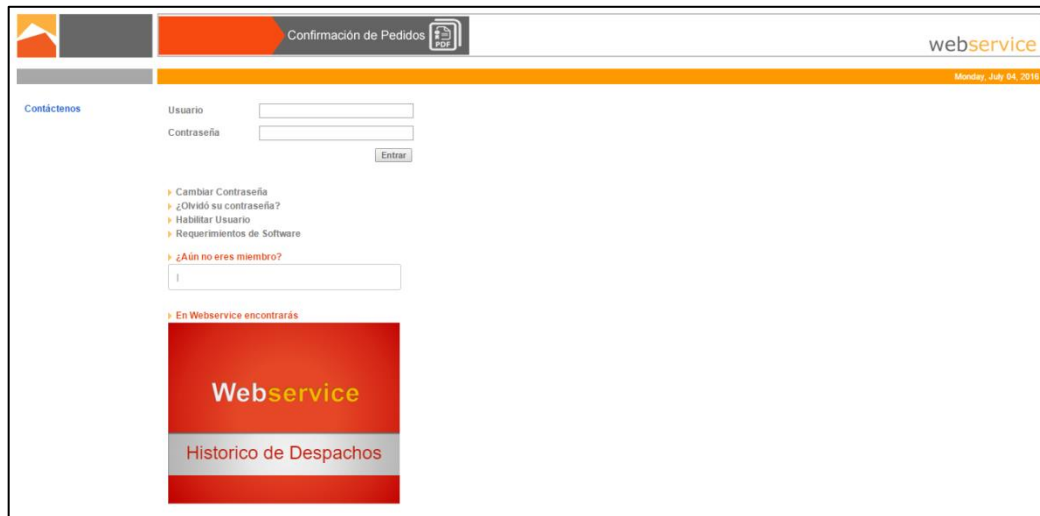 Confirmación de Pedidos
PDF
webservice
Monday, July 04, 2016
Contáctenos
Usuario
Contraseña
Entrar
Cambiar Contraseña
¿Olvidó su contraseña?
Habilitar Usuario
Requerimientos de Software
¿Aún no eres miembro?
En Webservice encontrarás
Webservice
Historico de Despachos